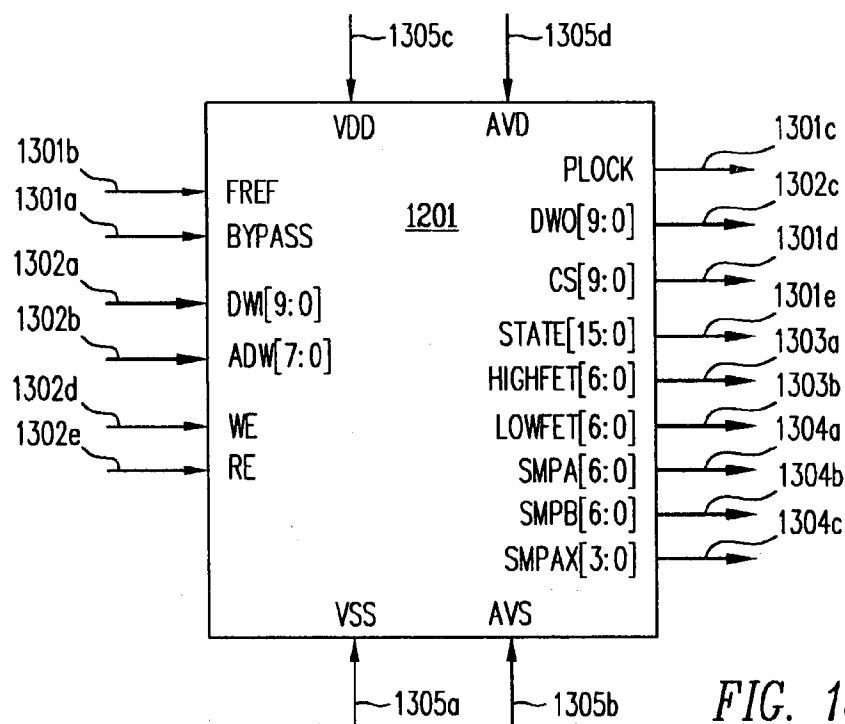 1305c
1305d
VDD
AVD
1301b
FREF
1301a
BYPASS
1302a
DWI[9:0]
1302b
ADW[7:0]
1302d
WE
1302e
RE
1201
PLOCK
1301c
DWO[9:0]
1302c
CS[9:0]
1301d
STATE[15:0]
1301e
HIGHFET[6:0]
1303a
LOWFET[6:0]
1303b
SMPA[6:0]
1304a
SMPB[6:0]
1304b
SMPAX[3:0]
1304c
VSS
AVS
1305a
1305b
FIG.